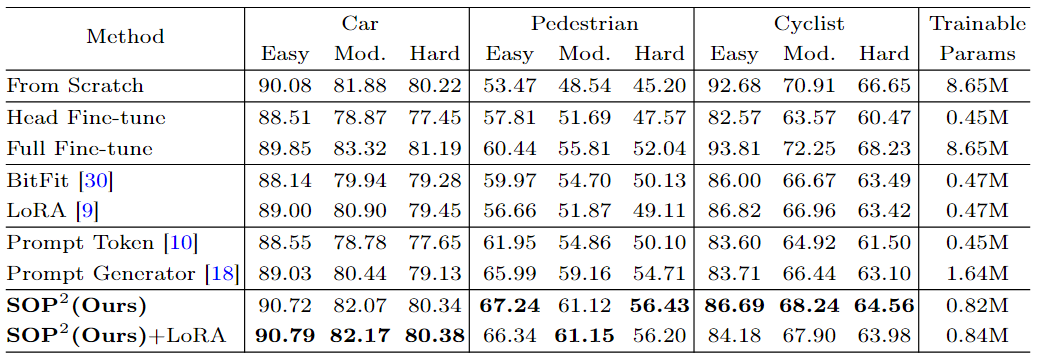 Method Car Pedestrian Cyclist Trainable Params
Easy Mod. Hard Easy Mod. Hard Easy Mod. Hard
From Scratch 90.08 81.88 80.22 53.47 48.54 45.20 92.68 70.91 66.65 8.65M
Head Fine-tune 88.51 78.87 77.45 57.81 51.69 47.57 82.57 63.57 60.47 0.45M
Full Fine-tune 89.85 83.32 81.19 60.44 55.81 52.04 93.81 72.25 68.23 8.65M
BitFit [30] 88.14 79.94 79.28 59.97 54.70 50.13 86.00 66.67 63.49 0.47M
LoRA [9] 89.00 80.90 79.45 56.66 51.87 49.11 86.82 66.96 63.42 0.47M
Prompt Token [10] 88.55 78.78 77.65 61.95 54.86 50.10 83.60 64.92 61.50 0.45M
Prompt Generator [18] 89.03 80.44 79.13 65.99 59.16 54.71 83.71 66.44 63.10 1.64M
SOP²(Ours) 90.72 82.07 80.34 67.24 61.12 56.43 86.69 68.24 64.56 0.82M
SOP²(Ours)+LoRA 90.79 82.17 80.38 66.34 61.15 56.20 84.18 67.90 63.98 0.84M